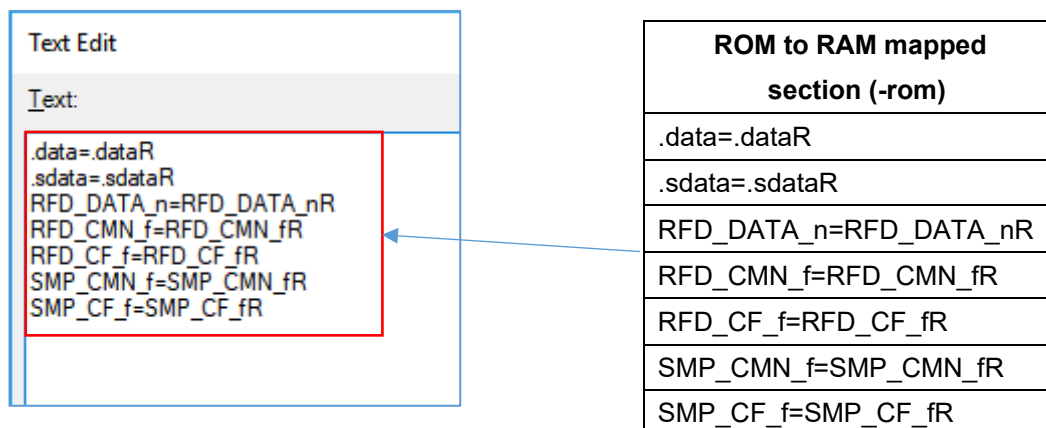 Text Edit
Text:
.data=.dataR
.sdata=.sdataR
RFD_DATA_n=RFD_DATA_nR
RFD_CMN_f=RFD_CMN_fR
RFD_CF_f=RFD_CF_fR
SMP_CMN_f=SMP_CMN_fR
SMP_CF_f=SMP_CF_fR
ROM to RAM mapped
section (-rom)
.data=.dataR
.sdata=.sdataR
RFD_DATA_n=RFD_DATA_nR
RFD_CMN_f=RFD_CMN_fR
RFD_CF_f=RFD_CF_fR
SMP_CMN_f=SMP_CMN_fR
SMP_CF_f=SMP_CF_fR